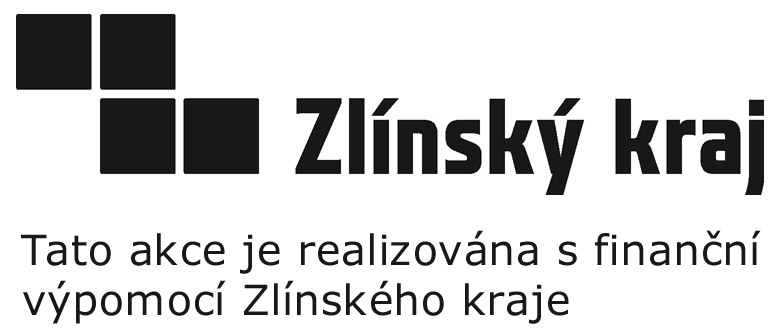 Zlínský kraj
Tato akce je realizována s finanční
výpomocí Zlínského kraje